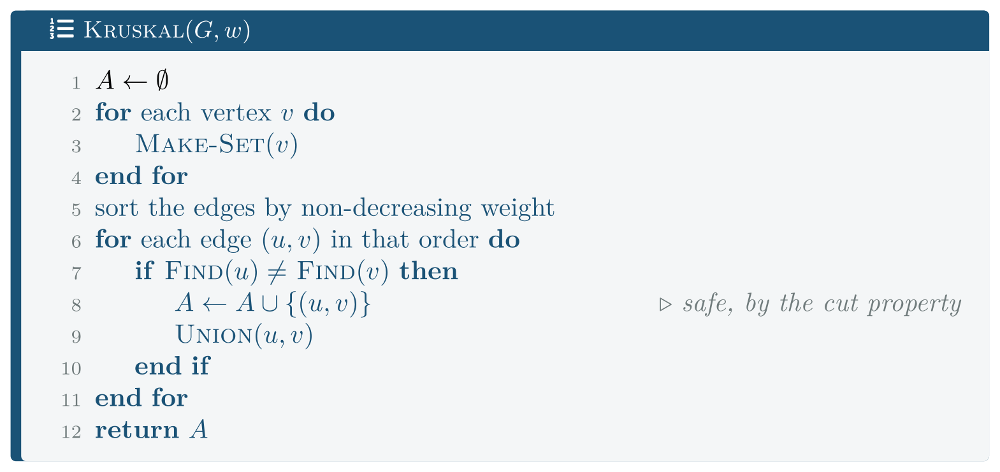 KRUSKAL(G, w)
1 A ← ∅
2 for each vertex v do
3 MAKE-SET(v)
4 end for
5 sort the edges by non-decreasing weight
6 for each edge (u, v) in that order do
7 if FIND(u) ≠ FIND(v) then
8 A ← A ∪ {(u, v)} ▷ safe, by the cut property
9 UNION(u, v)
10 end if
11 end for
12 return A